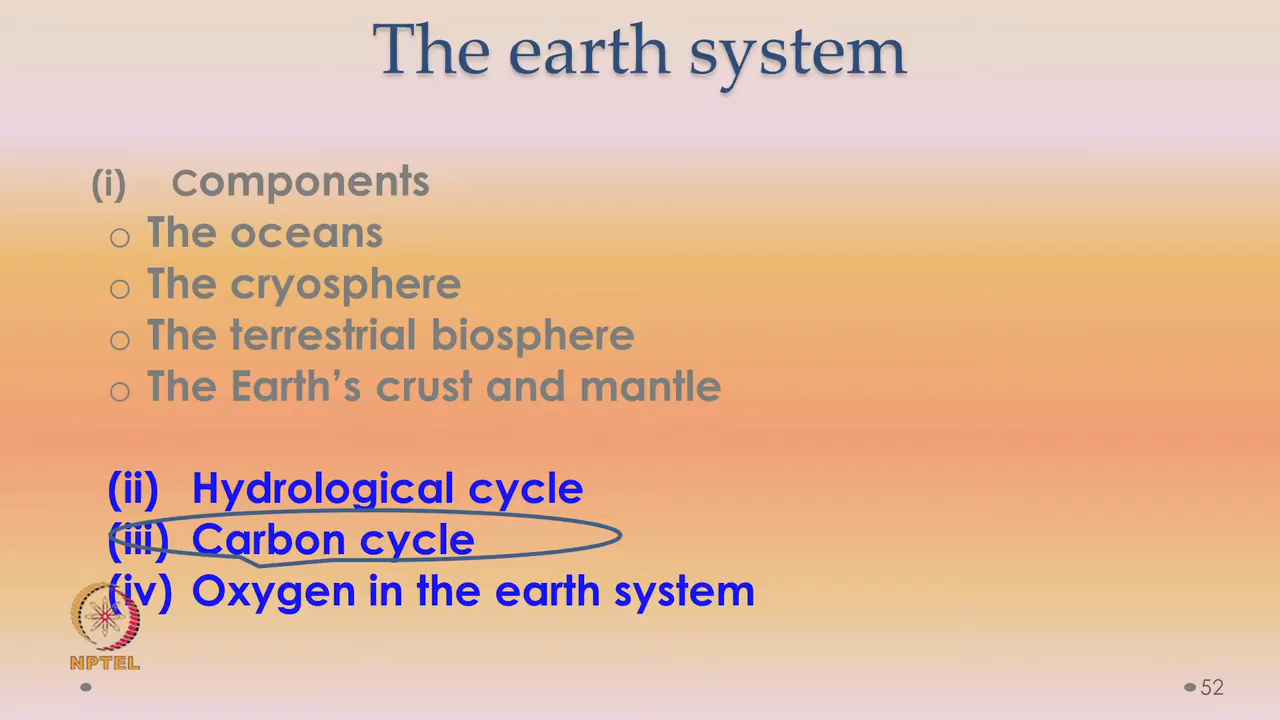 The earth system
(i) Components
o The oceans
o The cryosphere
o The terrestrial biosphere
o The Earth's crust and mantle
(ii) Hydrological cycle
(iii) Carbon cycle
(iv) Oxygen in the earth system
NPTEL
52